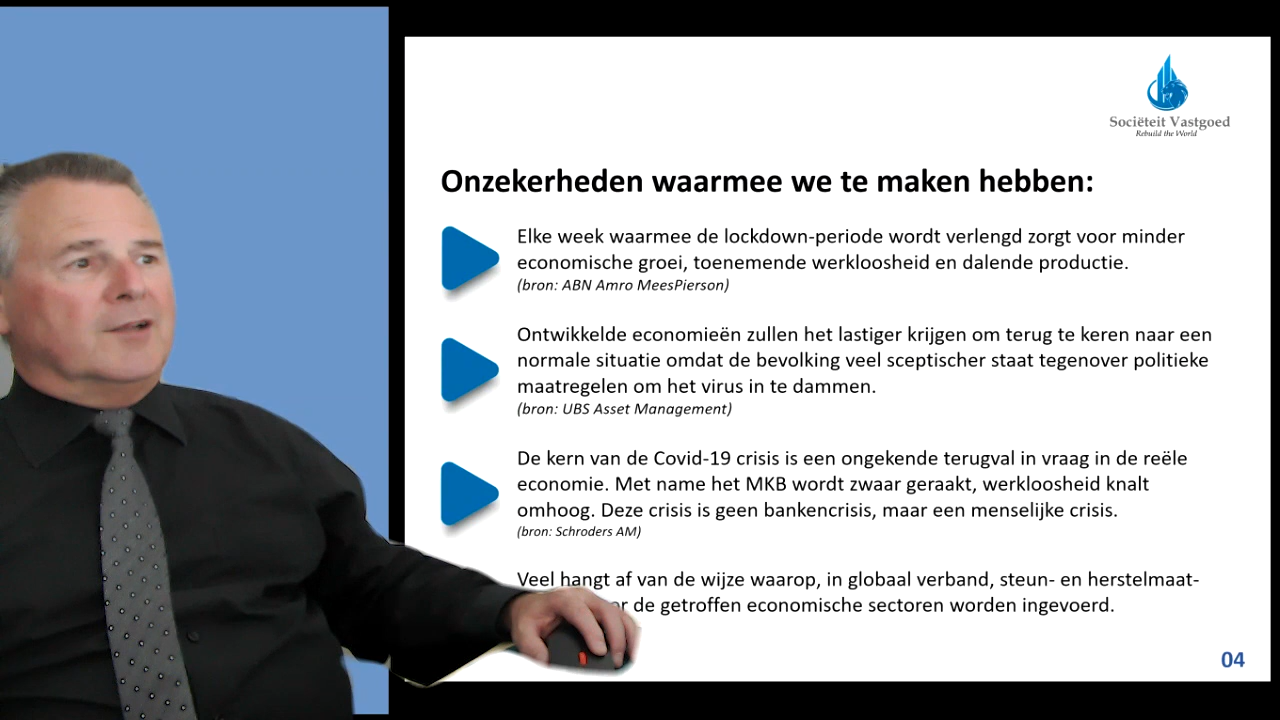 Sociëteit Vastgoed
Rebuild the World
Onzekerheden waarmee we te maken hebben:
Elke week waarmee de lockdown-periode wordt verlengd zorgt voor minder
economische groei, toenemende werkloosheid en dalende productie.
(bron: ABN Amro MeesPierson)
Ontwikkelde economieën zullen het lastiger krijgen om terug te keren naar een
normale situatie omdat de bevolking veel sceptischer staat tegenover politieke
maatregelen om het virus in te dammen.
(bron: UBS Asset Management)
De kern van de Covid-19 crisis is een ongekende terugval in vraag in de reële
economie. Met name het MKB wordt zwaar geraakt, werkloosheid knalt
omhoog. Deze crisis is geen bankencrisis, maar een menselijke crisis.
(bron: Schroders AM)
Veel hangt af van de wijze waarop, in globaal verband, steun- en herstelmaat-
de getroffen economische sectoren worden ingevoerd.
04